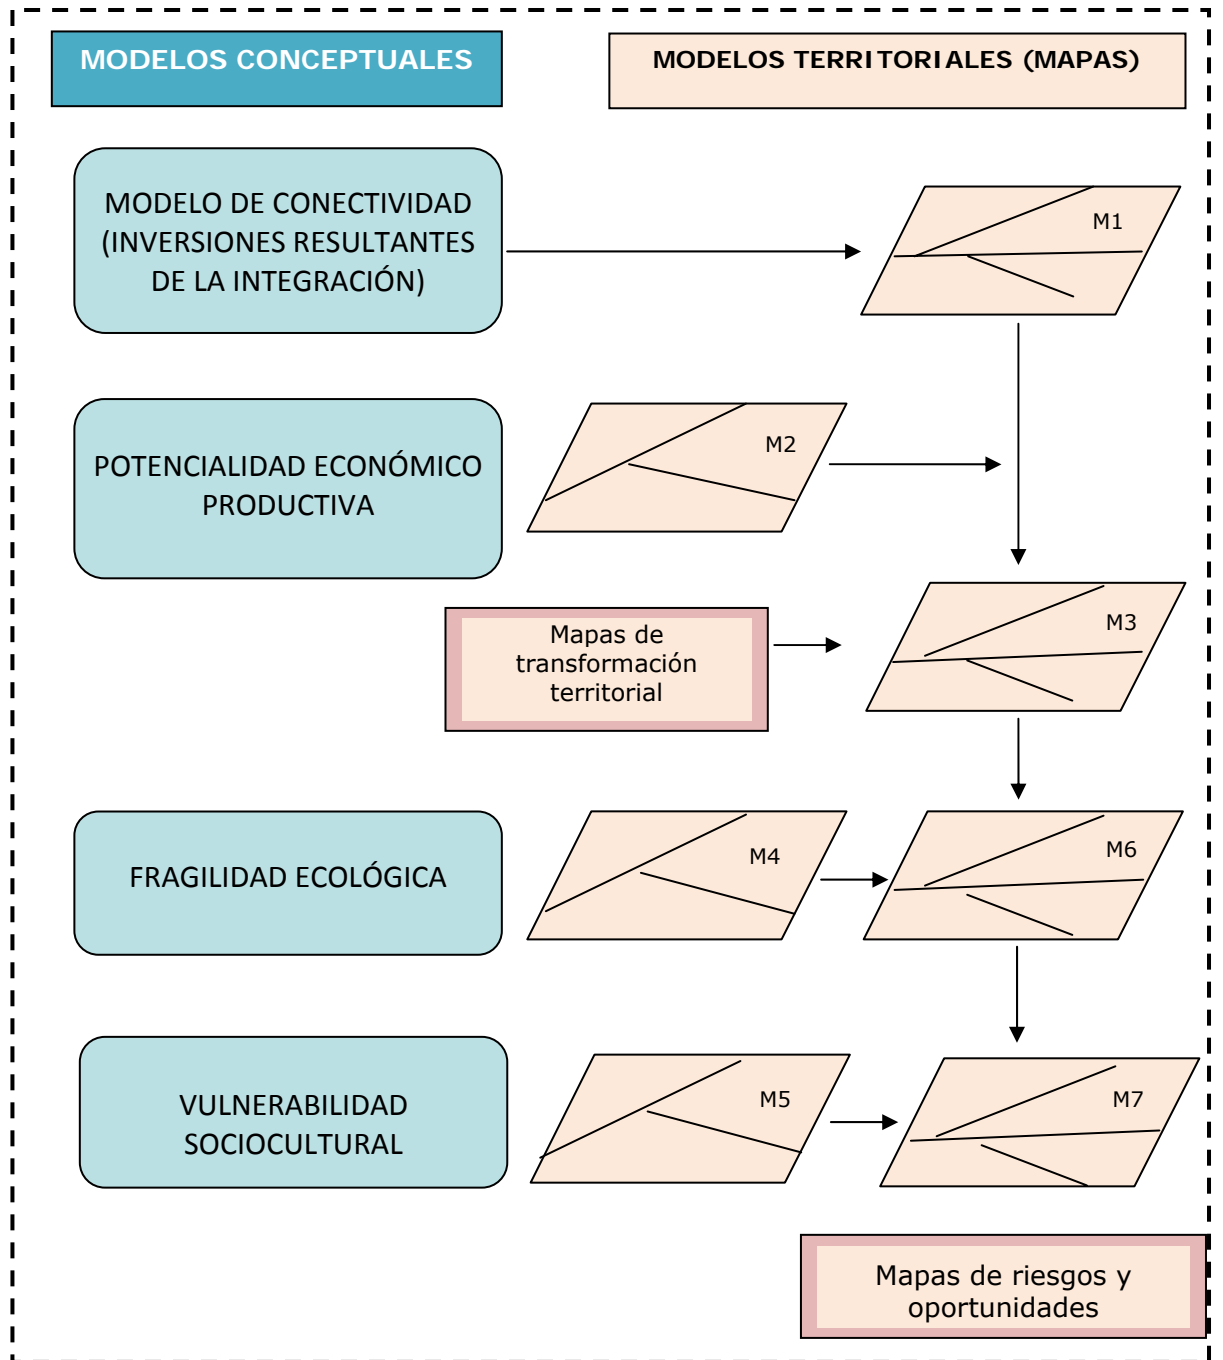 MODELOS CONCEPTUALES
MODELOS TERRITORIALES (MAPAS)
MODELO DE CONECTIVIDAD
(INVERSIONES RESULTANTES
DE LA INTEGRACIÓN)
M1
POTENCIALIDAD ECONÓMICO
PRODUCTIVA
M2
Mapas de
transformación
territorial
M3
FRAGILIDAD ECOLÓGICA
M4
M6
VULNERABILIDAD
SOCIOCULTURAL
M5
M7
Mapas de riesgos y
oportunidades